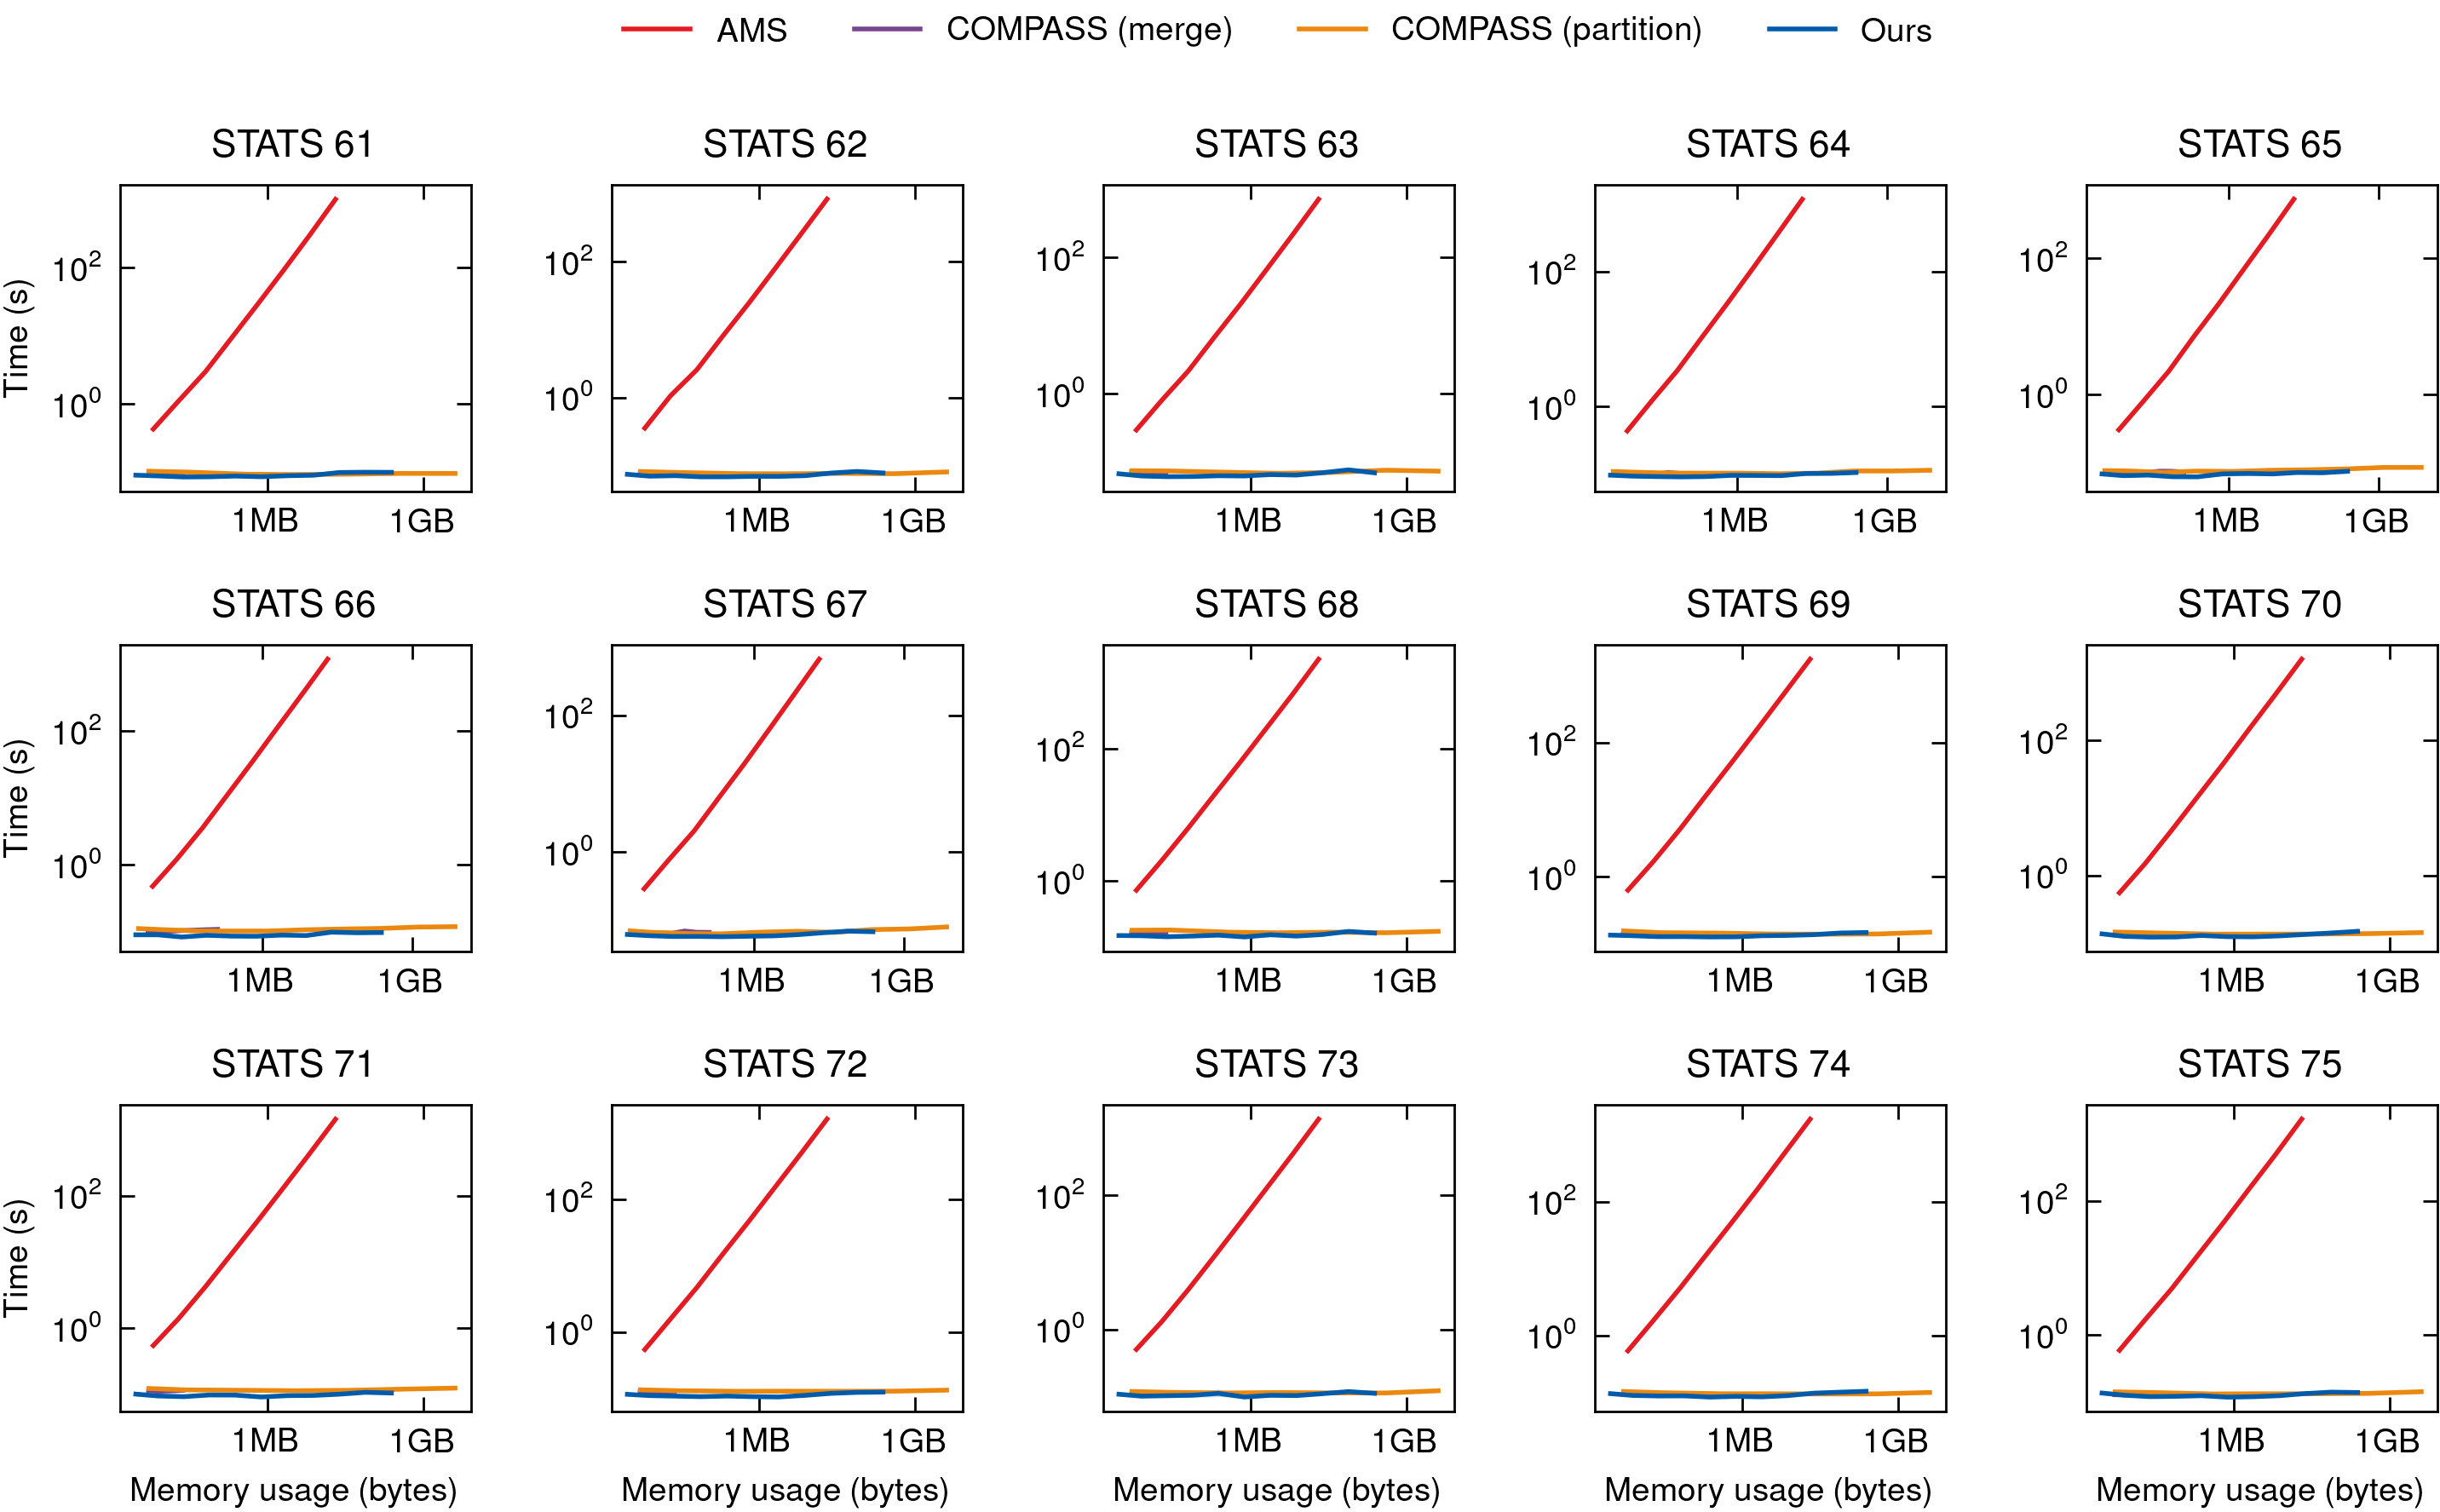 AMS COMPASS (merge) COMPASS (partition) Ours
STATS 61 STATS 62 STATS 63 STATS 64 STATS 65
Time (s)
10² 10² 10² 10² 10²
10⁰ 10⁰ 10⁰ 10⁰ 10⁰
1MB 1GB 1MB 1GB 1MB 1GB 1MB 1GB 1MB 1GB
STATS 66 STATS 67 STATS 68 STATS 69 STATS 70
Time (s)
10² 10² 10² 10² 10²
10⁰ 10⁰ 10⁰ 10⁰ 10⁰
1MB 1GB 1MB 1GB 1MB 1GB 1MB 1GB 1MB 1GB
STATS 71 STATS 72 STATS 73 STATS 74 STATS 75
Time (s)
10² 10² 10² 10² 10²
10⁰ 10⁰ 10⁰ 10⁰ 10⁰
1MB 1GB 1MB 1GB 1MB 1GB 1MB 1GB 1MB 1GB
Memory usage (bytes) Memory usage (bytes) Memory usage (bytes) Memory usage (bytes) Memory usage (bytes)